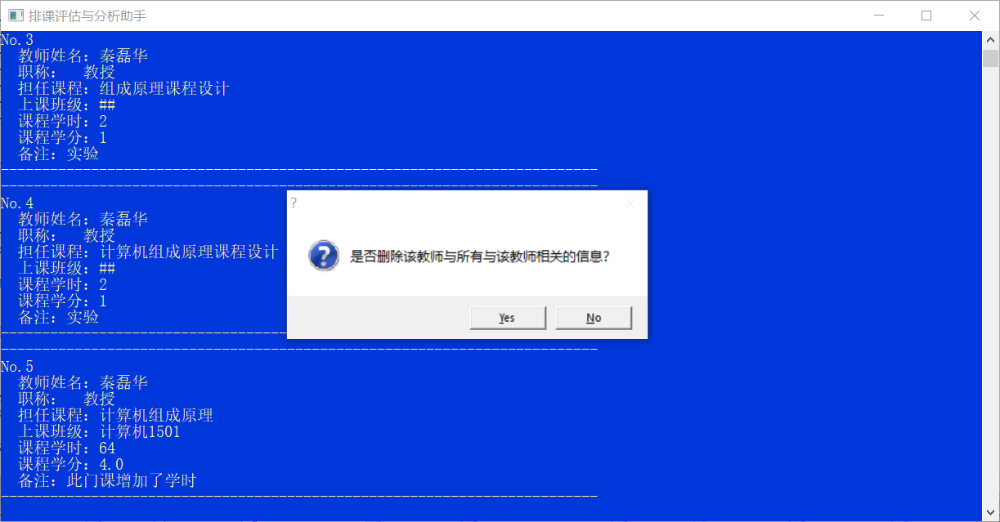 排课评估与分析助手
No.3
教师姓名：秦磊华
职称： 教授
担任课程：组成原理课程设计
上课班级：##
课程学时：2
课程学分：1
备注：实验
No.4
教师姓名：秦磊华
职称： 教授
担任课程：计算机组成原理课程设计
上课班级：##
课程学时：2
课程学分：1
备注：实验
?
是否删除该教师与所有与该教师相关的信息?
Yes No
No.5
教师姓名：秦磊华
职称： 教授
担任课程：计算机组成原理
上课班级：计算机1501
课程学时：64
课程学分：4.0
备注：此门课增加了学时